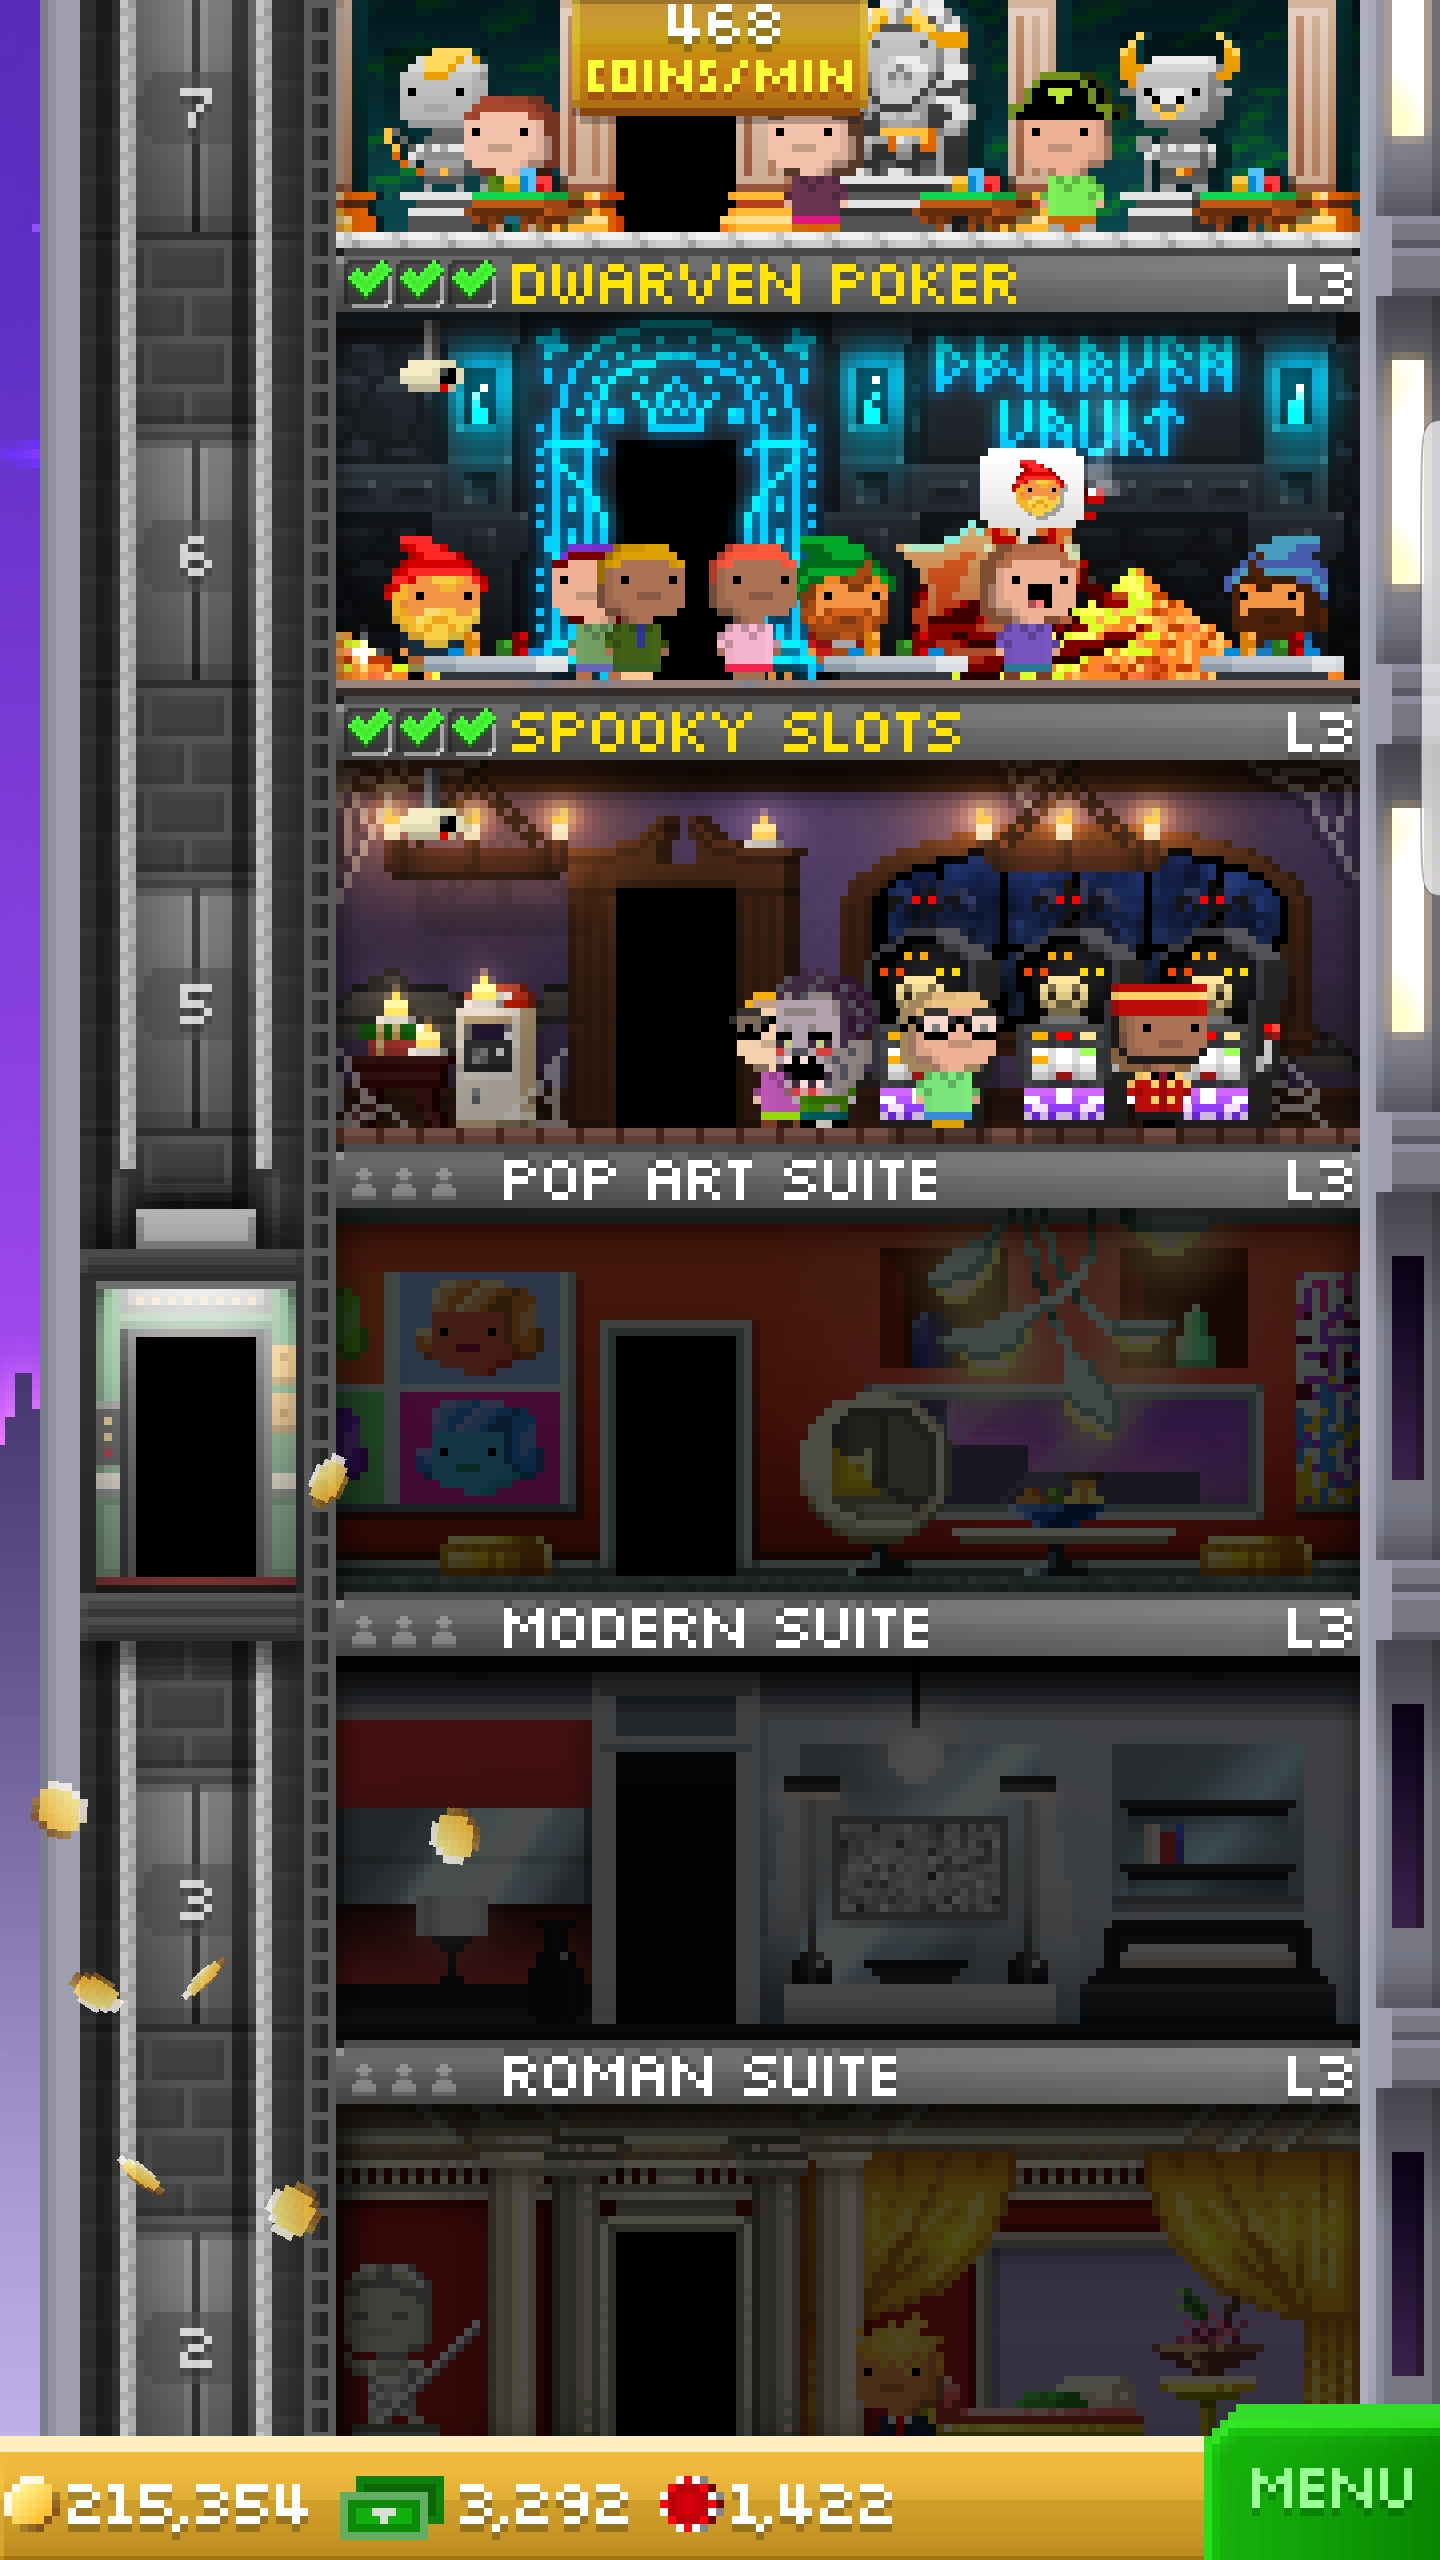 468
COINS/MIN
7
DWARVEN POKER L3
DWARVEN
VAULT
6
SPOOKY SLOTS L3
5
POP ART SUITE L3
MODERN SUITE L3
3
ROMAN SUITE L3
2
215,354 3,292 1,422
MENU